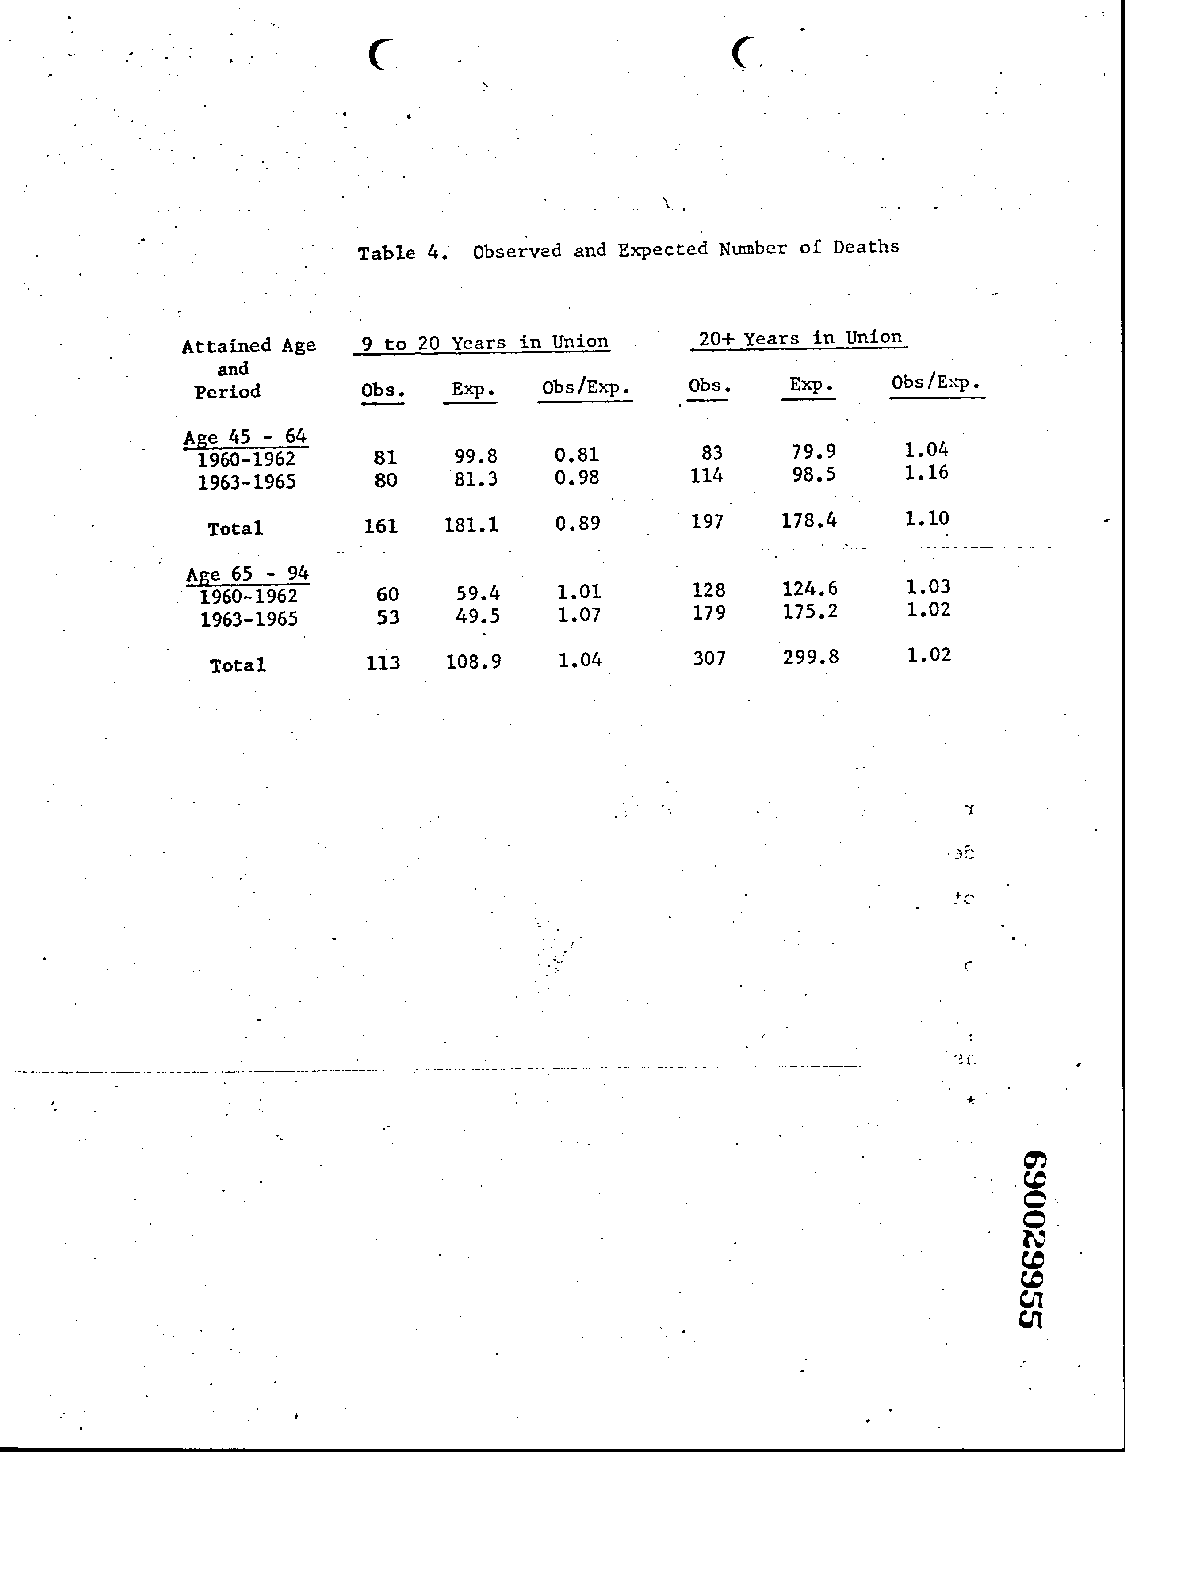 Table 4. Observed and Expected Number of Deaths
Attained Age and Period 9 to 20 Years in Union 20+ Years in Union
Obs. Exp. Obs/Exp. Obs. Exp. Obs/Exp.
Age 45 - 64
1960-1962 81 99.8 0.81 83 79.9 1.04
1963-1965 80 81.3 0.98 114 98.5 1.16
Total 161 181.1 0.89 197 178.4 1.10
Age 65 - 94
1960-1962 60 59.4 1.01 128 124.6 1.03
1963-1965 53 49.5 1.07 179 175.2 1.02
Total 113 108.9 1.04 307 299.8 1.02
690029955